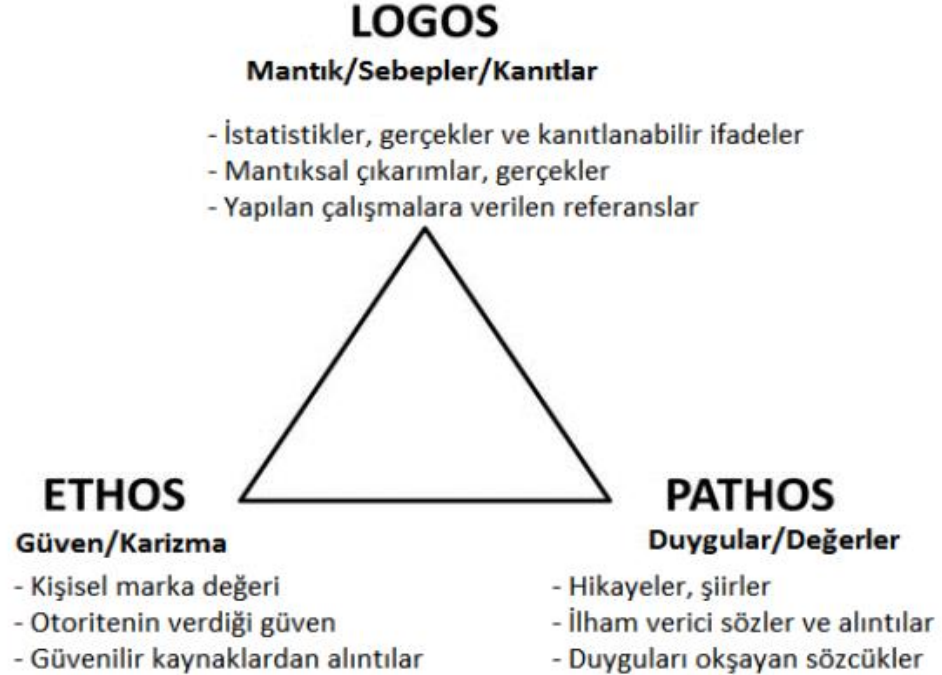 LOGOS
Mantık/Sebepler/Kanıtlar
- İstatistikler, gerçekler ve kanıtlanabilir ifadeler
- Mantıksal çıkarımlar, gerçekler
- Yapılan çalışmalara verilen referanslar
ETHOS
Güven/Karizma
- Kişisel marka değeri
- Otoritenin verdiği güven
- Güvenilir kaynaklardan alıntılar
PATHOS
Duygular/Değerler
- Hikayeler, şiirler
- İlham verici sözler ve alıntılar
- Duyguları okşayan sözcükler